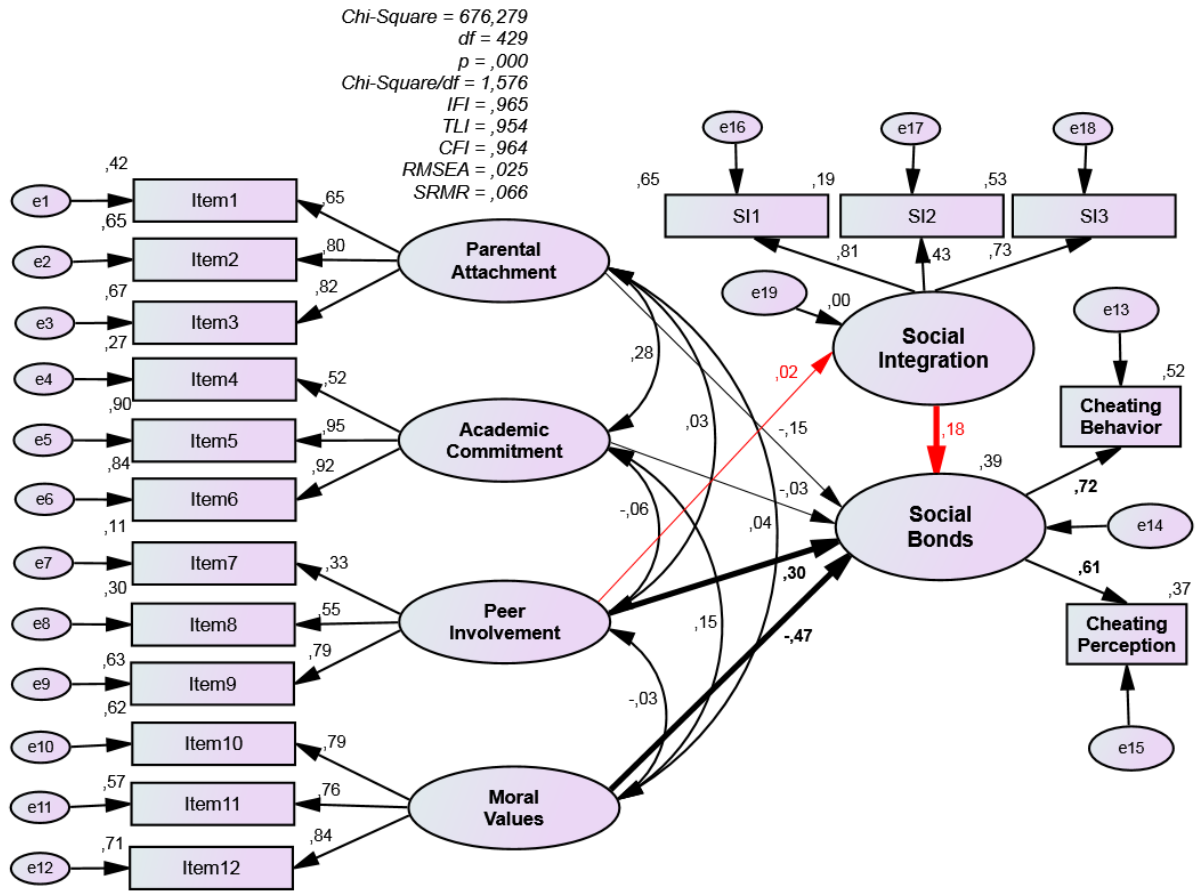 Chi-Square = 676,279
df = 429
p = ,000
Chi-Square/df = 1,576
IFI = ,965
TLI = ,954
CFI = ,964
RMSEA = ,025
SRMR = ,066
e16
e17
e18
,65
,19
,53
SI1
SI2
SI3
,81
,43
,73
e19
,00
Social
Integration
e13
,52
Cheating
Behavior
,42
e1
Item1
,65
,65
e2
Item2
,80
,67
e3
Item3
,82
Parental
Attachment
,27
e4
Item4
,52
,90
e5
Item5
,95
,84
e6
Item6
,92
Academic
Commitment
,11
e7
Item7
,33
,30
e8
Item8
,55
,63
e9
Item9
,79
Peer
Involvement
,62
e10
Item10
,79
,57
e11
Item11
,76
,71
e12
Item12
,84
Moral
Values
,28
,03
-,15
,02
,18
-,03
-,06
,04
,30
,15
-,47
-,03
,39
Social
Bonds
,72
e14
,61
,37
Cheating
Perception
e15